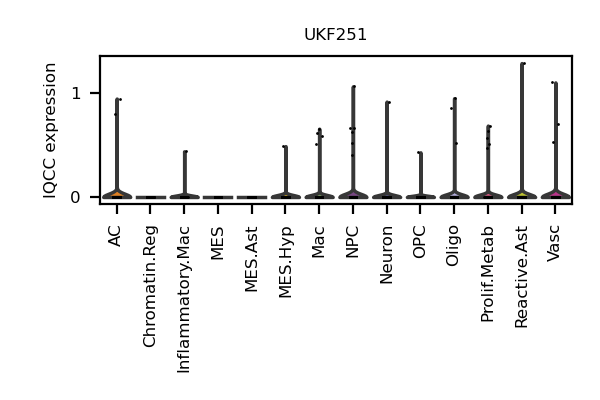 UKF251
IQCC expression
1
0
AC
Chromatin.Reg
Inflammatory.Mac
MES
MES.Ast
MES.Hyp
Mac
NPC
Neuron
OPC
Oligo
Prolif.Metab
Reactive.Ast
Vasc